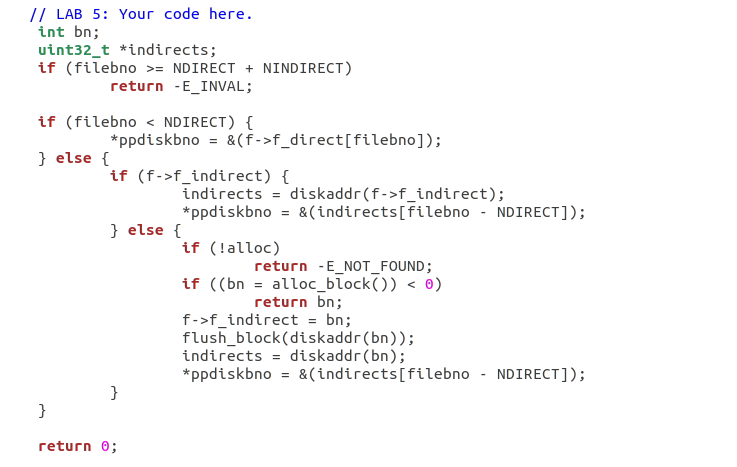 // LAB 5: Your code here.
int bn;
uint32_t *indirects;
if (filebno >= NDIRECT + NINDIRECT)
return -E_INVAL;
if (filebno < NDIRECT) {
*ppdiskbno = &(f->f_direct[filebno]);
} else {
if (f->f_indirect) {
indirects = diskaddr(f->f_indirect);
*ppdiskbno = &(indirects[filebno - NDIRECT]);
} else {
if (!alloc)
return -E_NOT_FOUND;
if ((bn = alloc_block()) < 0)
return bn;
f->f_indirect = bn;
flush_block(diskaddr(bn));
indirects = diskaddr(bn);
*ppdiskbno = &(indirects[filebno - NDIRECT]);
}
}
return 0;